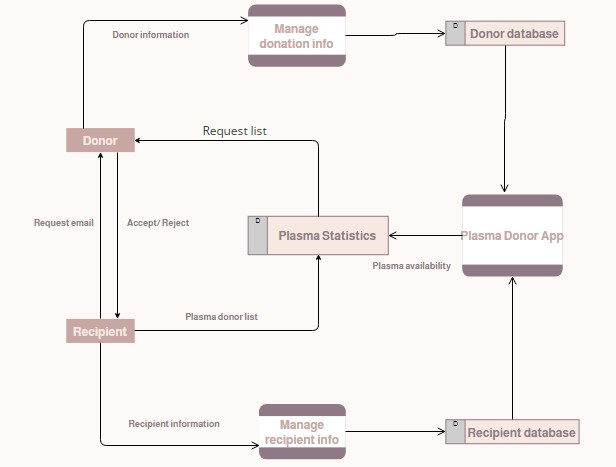 Manage
donation info
D
Donor database
Donor information
Request list
Donor
Request email
Accept/ Reject
D
Plasma Statistics
Plasma Donor App
Plasma availability
Plasma donor list
Recipient
Recipient information
Manage
recipient info
D
Recipient database